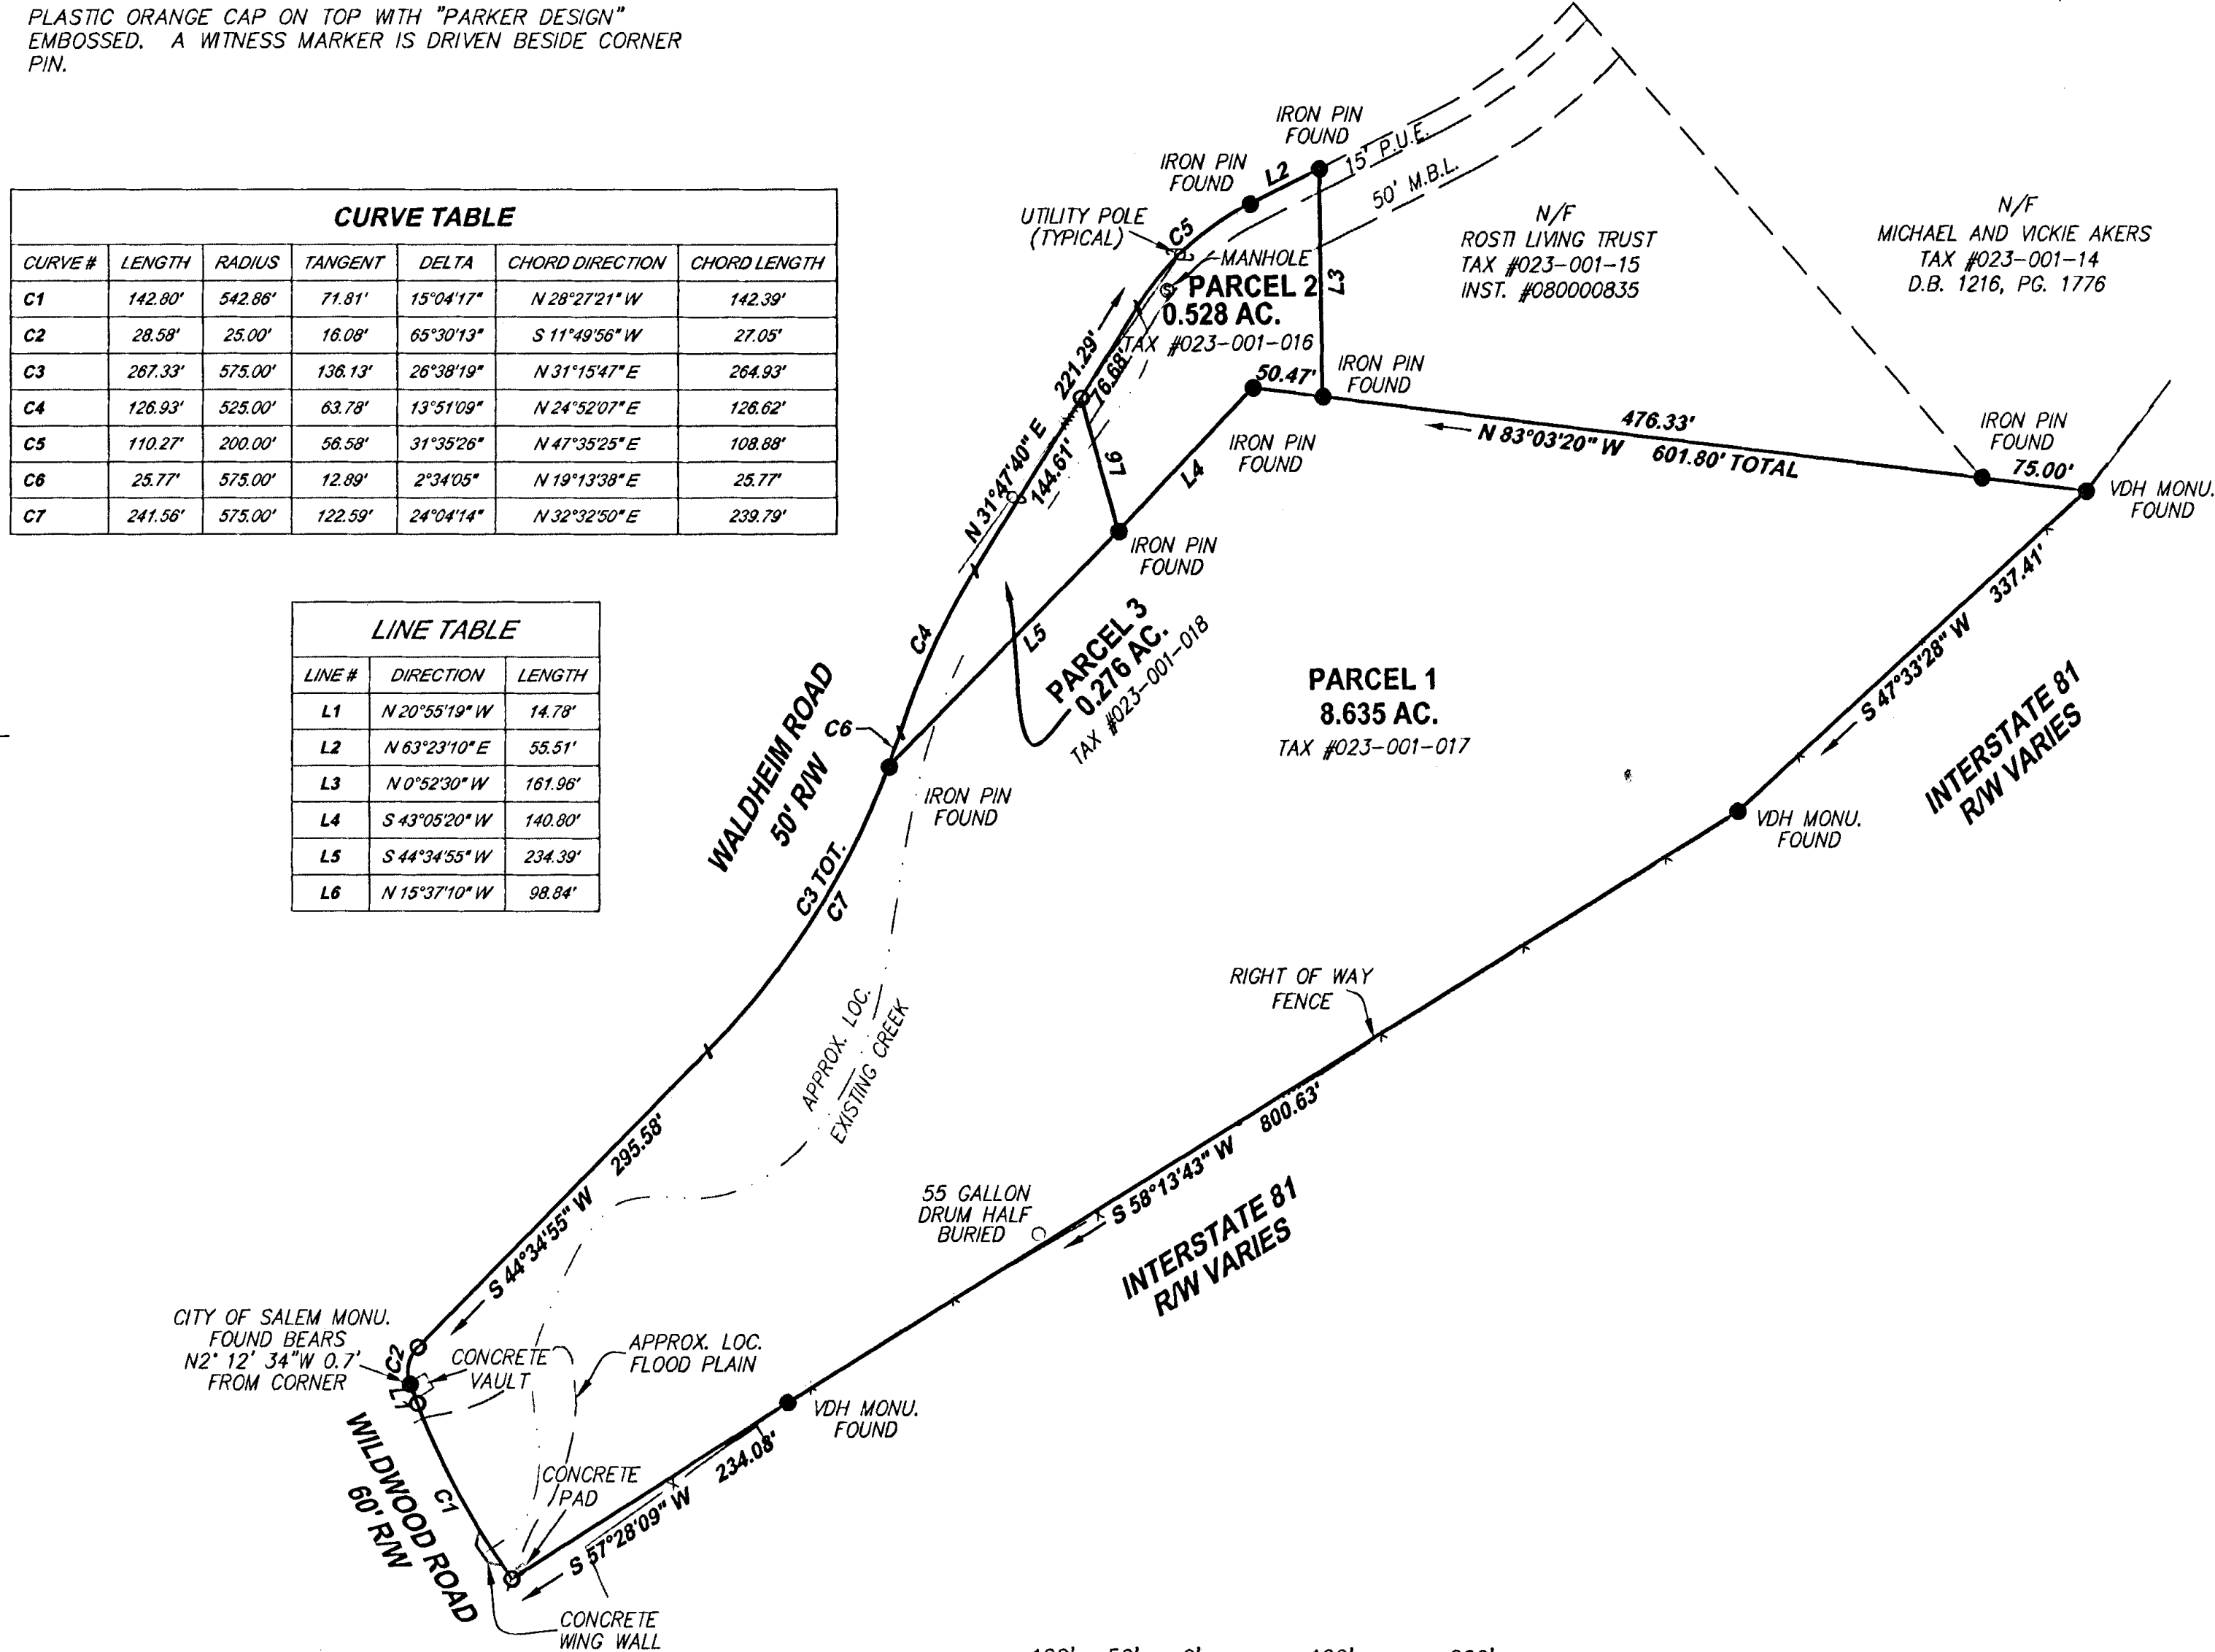 PLASTIC ORANGE CAP ON TOP WITH "PARKER DESIGN"
EMBOSSED. A WITNESS MARKER IS DRIVEN BESIDE CORNER
PIN.
CURVE TABLE
CURVE # LENGTH RADIUS TANGENT DELTA CHORD DIRECTION CHORD LENGTH
C1 142.80' 542.86' 71.81' 15°04'17" N 28°27'21" W 142.39'
C2 28.58' 25.00' 16.08' 65°30'13" S 11°49'56" W 27.05'
C3 267.33' 575.00' 136.13' 26°38'19" N 31°15'47" E 264.93'
C4 126.93' 525.00' 63.78' 13°51'09" N 24°52'07" E 126.62'
C5 110.27' 200.00' 56.58' 31°35'26" N 47°35'25" E 108.88'
C6 25.77' 575.00' 12.89' 2°34'05" N 19°13'38" E 25.77'
C7 241.56' 575.00' 122.59' 24°04'14" N 32°32'50" E 239.79'
LINE TABLE
LINE # DIRECTION LENGTH
L1 N 20°55'19" W 14.78'
L2 N 63°23'10" E 55.51'
L3 N 0°52'30" W 161.96'
L4 S 43°05'20" W 140.80'
L5 S 44°34'55" W 234.39'
L6 N 15°37'10" W 98.84'
IRON PIN
FOUND
IRON PIN
FOUND
L2
15' P.U.E.
50' M.B.L.
UTILITY POLE
(TYPICAL)
C5
MANHOLE
PARCEL 2
0.528 AC.
TAX #023-001-016
L3
N/F
ROSTI LIVING TRUST
TAX #023-001-15
INST. #080000835
N/F
MICHAEL AND VICKIE AKERS
TAX #023-001-14
D.B. 1216, PG. 1776
221.29'
76.68'
N 31°47'40" E
144.61'
L6
50.47'
IRON PIN
FOUND
IRON PIN
FOUND
L4
476.33'
N 83°03'20" W 601.80' TOTAL
IRON PIN
FOUND
75.00'
VDH MONU.
FOUND
IRON PIN
FOUND
337.41'
S 47°33'28" W
INTERSTATE 81
R/W VARIES
VDH MONU.
FOUND
C4
L5
PARCEL 3
0.276 AC.
TAX #023-001-018
PARCEL 1
8.635 AC.
TAX #023-001-017
WALDHEIM ROAD
50' R/W
C6
IRON PIN
FOUND
C3 TOT.
C7
RIGHT OF WAY
FENCE
APPROX. LOC.
EXISTING CREEK
295.58'
S 44°34'55" W
800.63'
S 58°13'43" W
55 GALLON
DRUM HALF
BURIED
INTERSTATE 81
R/W VARIES
CITY OF SALEM MONU.
FOUND BEARS
N2° 12' 34"W 0.7'
FROM CORNER
C2
L1
CONCRETE
VAULT
APPROX. LOC.
FLOOD PLAIN
VDH MONU.
FOUND
234.08'
S 57°28'09" W
WILDWOOD ROAD
60' R/W
C1
CONCRETE
PAD
CONCRETE
WING WALL